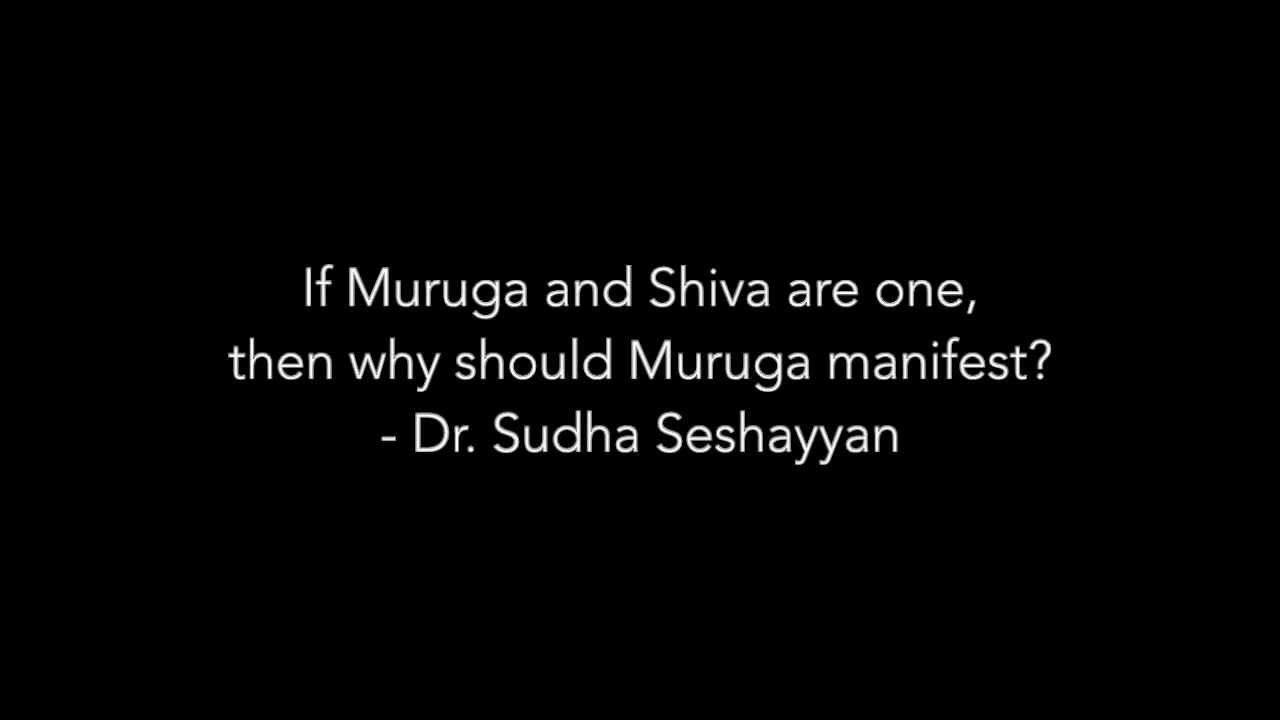 If Muruga and Shiva are one,
then why should Muruga manifest?
- Dr. Sudha Seshayyan